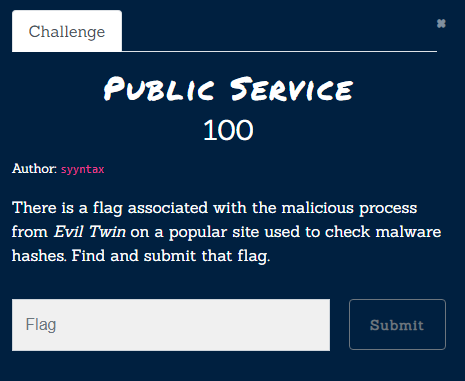 Challenge
×
Public Service
100
Author: syyntax
There is a flag associated with the malicious process
from Evil Twin on a popular site used to check malware
hashes. Find and submit that flag.
Flag
Submit